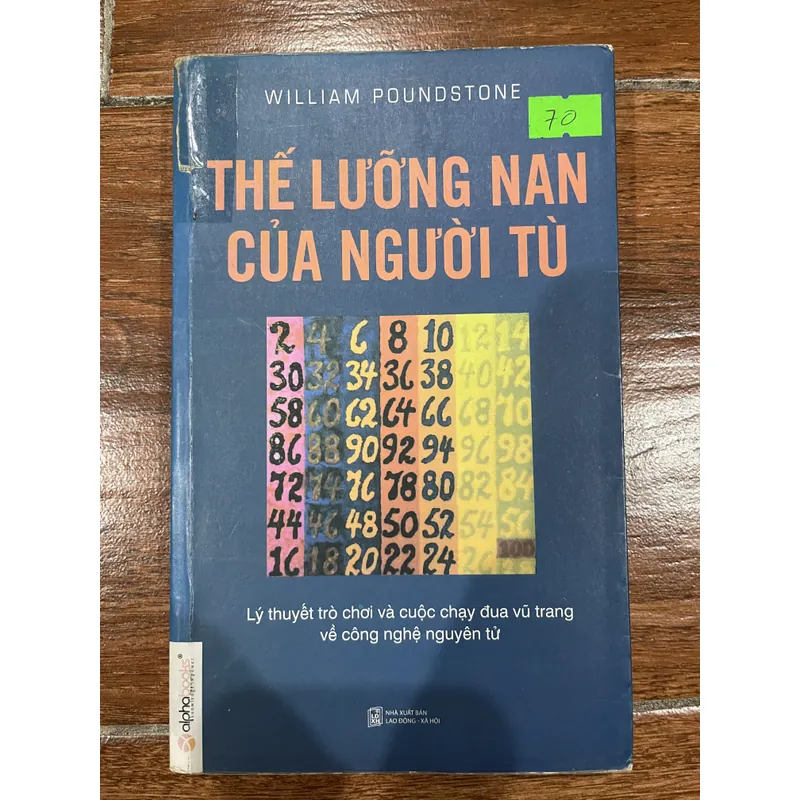 WILLIAM POUNDSTONE
70
THẾ LƯỠNG NAN
CỦA NGƯỜI TÙ
2 4 6 8 10 12 14
30 32 34 36 38 40 42
58 60 62 64 66 68 70
86 88 90 92 94 96 98
72 74 76 78 80 82 84
44 46 48 50 52 54 56
16 18 20 22 24 26 100
Lý thuyết trò chơi và cuộc chạy đua vũ trang
về công nghệ nguyên tử
alphabooks®
NHÀ XUẤT BẢN
LAO ĐỘNG - XÃ HỘI